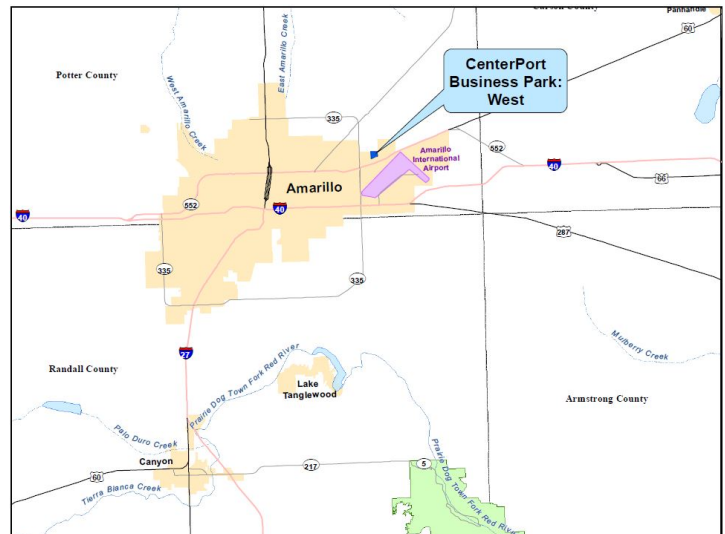 Carson County
Panhandle
60
Potter County
West Amarillo Creek
East Amarillo Creek
CenterPort
Business Park:
West
335
Amarillo
International
Airport
552
40
66
Amarillo
552
40
40
287
335
335
Mulberry Creek
27
Prairie Dog Town Fork Red River
Randall County
Lake
Tanglewood
Armstrong County
Palo Duro Creek
Canyon
217
5
60
Tierra Blanca Creek
Prairie Dog Town Fork Red River